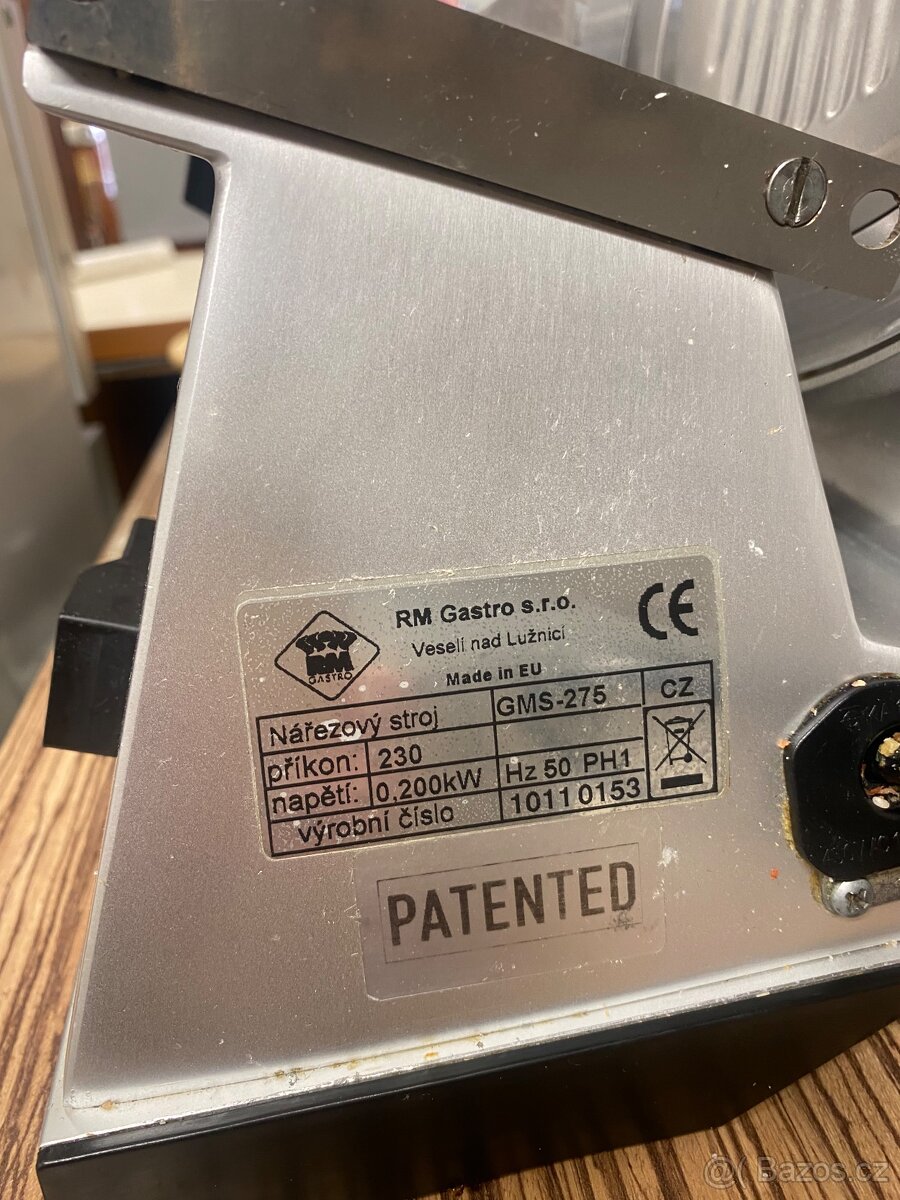 RM Gastro s.r.o.
Veselí nad Lužnicí
Made in EU
RM
GASTRO
CE
Nářezový stroj GMS-275 CZ
příkon: 230
napětí: 0,200kW Hz 50 PH1
výrobní číslo 10110153
PATENTED
Bazos.cz